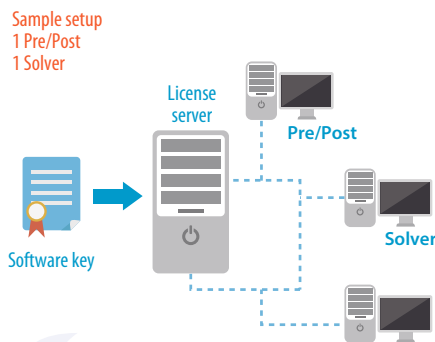 Sample setup
1 Pre/Post
1 Solver
License
server
Pre/Post
Software key
Solver